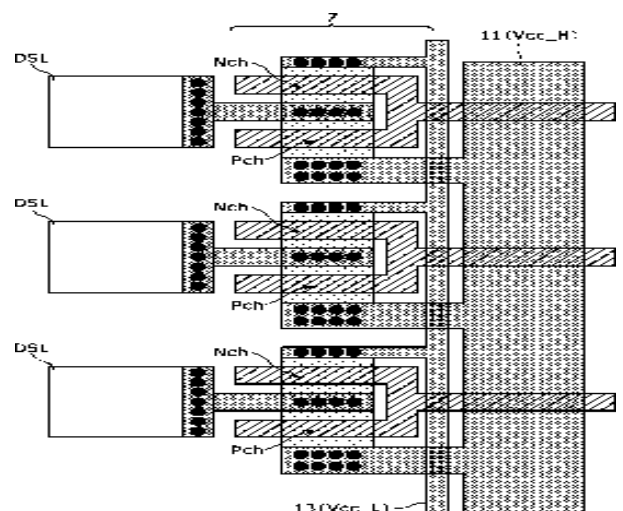 7
11(Vcc_H)
DSL
Nch
Pch
DSL
Nch
Pch
DSL
Nch
Pch
13(Vcc_L)